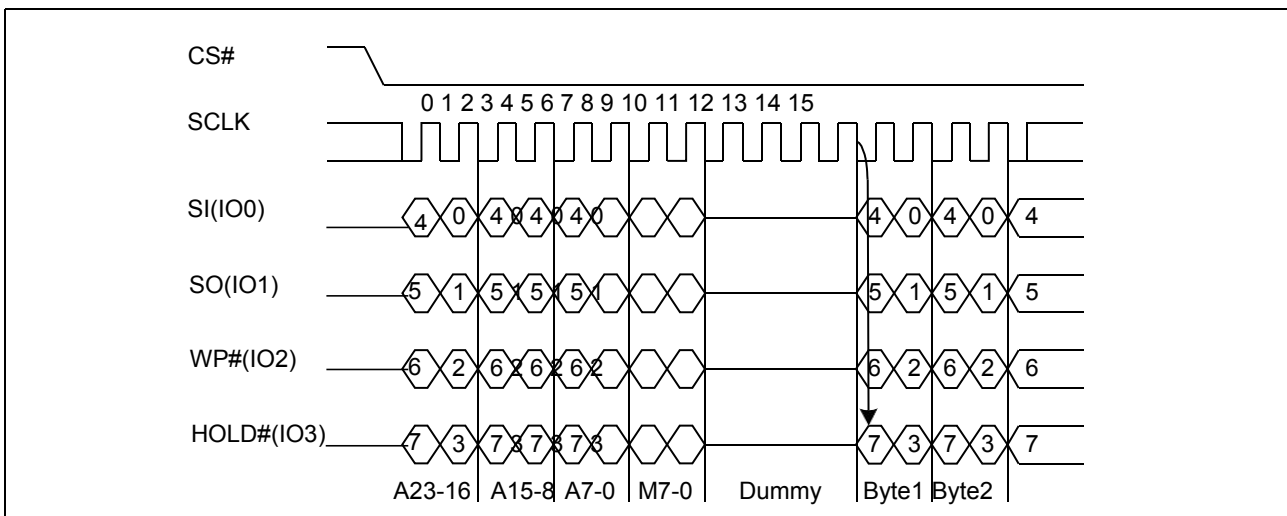 CS#
0 1 2 3 4 5 6 7 8 9 10 11 12 13 14 15
SCLK
SI(IO0) 4 0 4 0 4 0 4 0 4 0 4 0 4
SO(IO1) 5 1 5 1 5 1 5 1 5 1 5 1 5
WP#(IO2) 6 2 6 2 6 2 6 2 6 2 6 2 6
HOLD#(IO3) 7 3 7 3 7 3 7 3 7 3 7 3 7
A23-16 A15-8 A7-0 M7-0 Dummy Byte1 Byte2